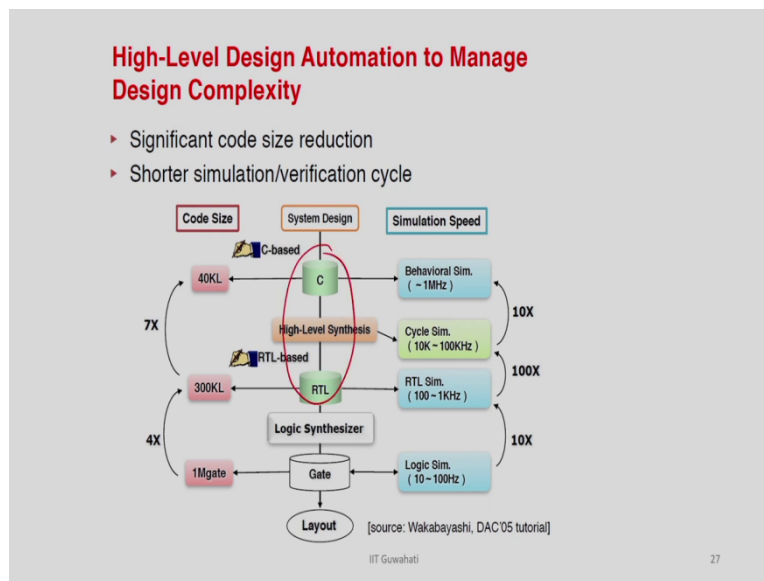 High-Level Design Automation to Manage
Design Complexity
Significant code size reduction
Shorter simulation/verification cycle
Code Size
System Design
Simulation Speed
C-based
40KL
C
Behavioral Sim.
( ~1MHz )
7X
10X
High-Level Synthesis
Cycle Sim.
( 10K~100KHz )
RTL-based
100X
300KL
RTL
RTL Sim.
( 100~1KHz )
Logic Synthesizer
4X
10X
1Mgate
Gate
Logic Sim.
( 10~100Hz )
Layout
[source: Wakabayashi, DAC'05 tutorial]
IIT Guwahati
27